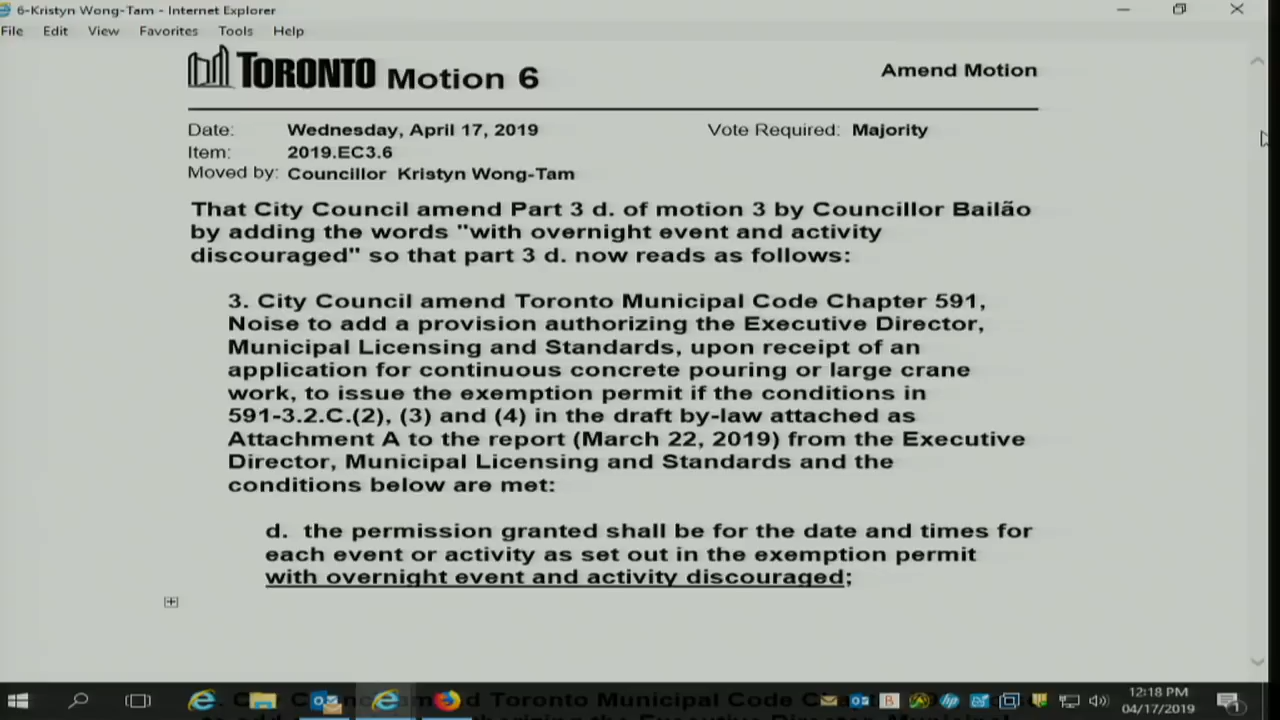 6-Kristyn Wong-Tam - Internet Explorer
File Edit View Favorites Tools Help
TORONTO Motion 6
Amend Motion
Date: Wednesday, April 17, 2019 Vote Required: Majority
Item: 2019.EC3.6
Moved by: Councillor Kristyn Wong-Tam
That City Council amend Part 3 d. of motion 3 by Councillor Bailão
by adding the words "with overnight event and activity
discouraged" so that part 3 d. now reads as follows:
3. City Council amend Toronto Municipal Code Chapter 591,
Noise to add a provision authorizing the Executive Director,
Municipal Licensing and Standards, upon receipt of an
application for continuous concrete pouring or large crane
work, to issue the exemption permit if the conditions in
591-3.2.C.(2), (3) and (4) in the draft by-law attached as
Attachment A to the report (March 22, 2019) from the Executive
Director, Municipal Licensing and Standards and the
conditions below are met:
d. the permission granted shall be for the date and times for
each event or activity as set out in the exemption permit
with overnight event and activity discouraged;
12:18 PM
04/17/2019